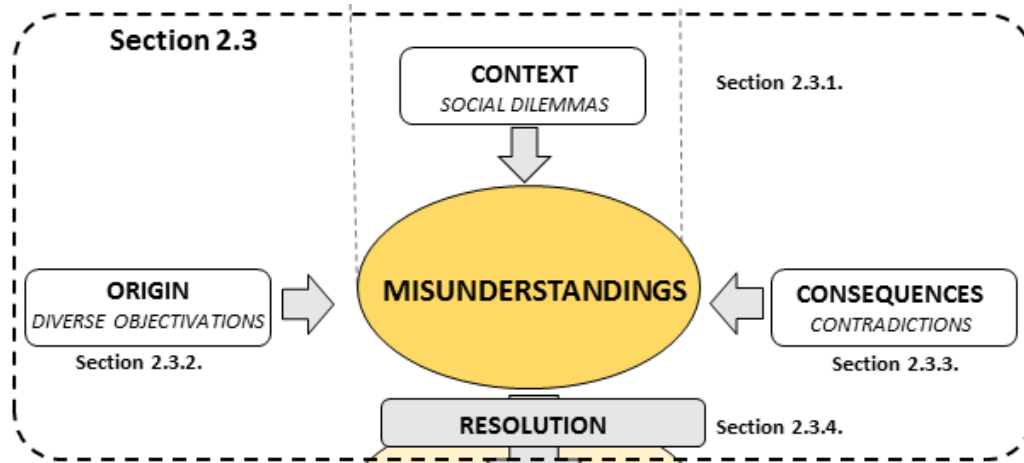 Section 2.3
CONTEXT
SOCIAL DILEMMAS
Section 2.3.1.
MISUNDERSTANDINGS
ORIGIN
DIVERSE OBJECTIVATIONS
Section 2.3.2.
CONSEQUENCES
CONTRADICTIONS
Section 2.3.3.
RESOLUTION
Section 2.3.4.